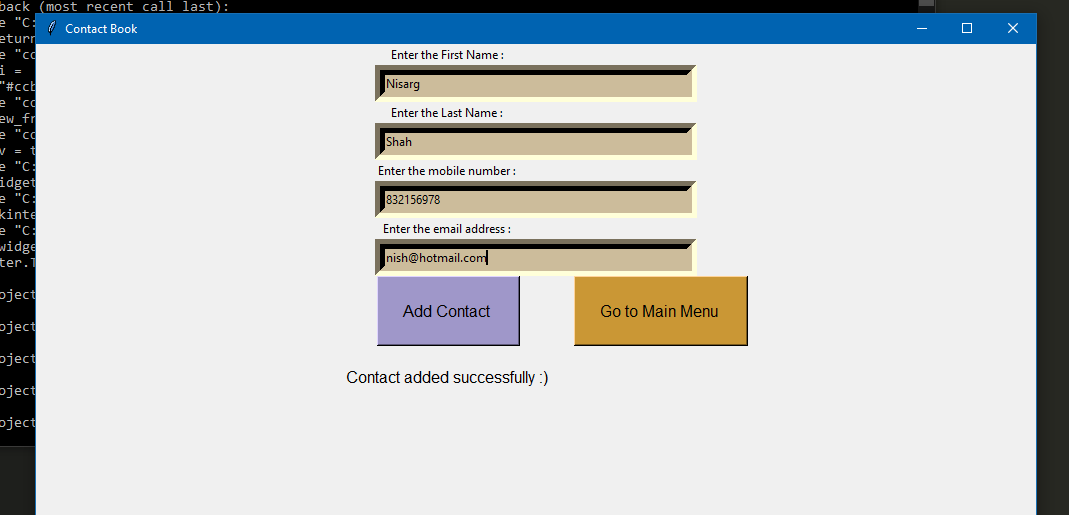 back (most recent call last):
e "C:
Contact Book
eturn
Enter the First Name :
e "co
i =
Nisarg
"#ccb
e "co
Enter the Last Name :
ew_fr
e "co
Shah
v = t
e "C:
Enter the mobile number :
widget
e "C:
832156978
kinte
e "C:
Enter the email address :
widge
nish@hotmail.com
ter.T
oject
Add Contact Go to Main Menu
oject
oject
Contact added successfully :)
oject
oject